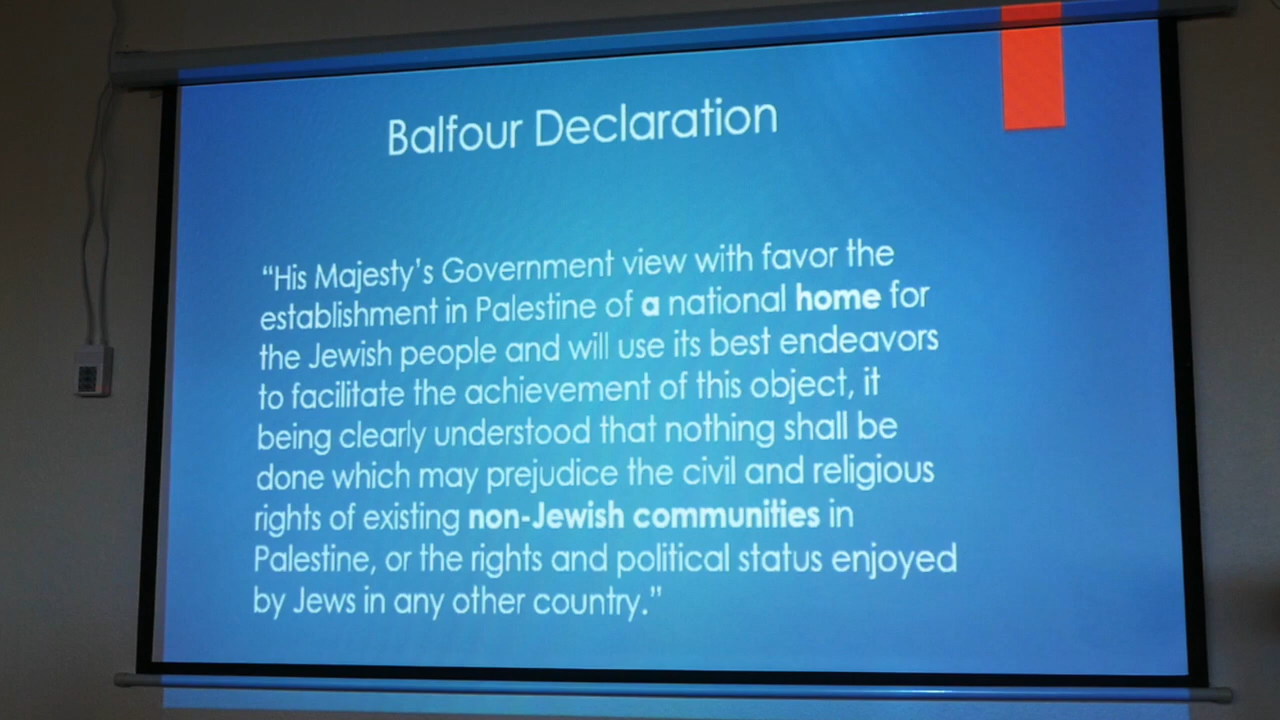 Balfour Declaration
“His Majesty’s Government view with favor the
establishment in Palestine of a national home for
the Jewish people and will use its best endeavors
to facilitate the achievement of this object, it
being clearly understood that nothing shall be
done which may prejudice the civil and religious
rights of existing non-Jewish communities in
Palestine, or the rights and political status enjoyed
by Jews in any other country.”